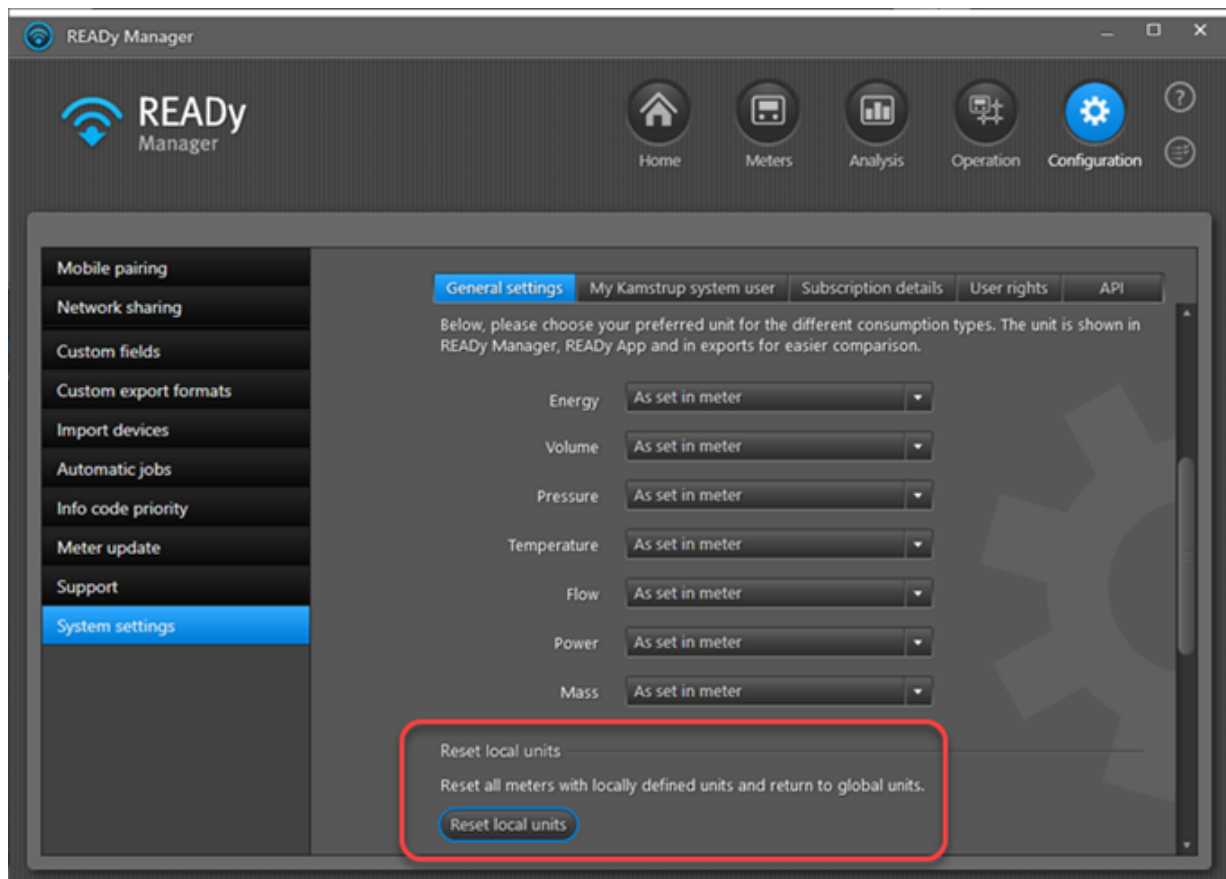 READy Manager
READy
Manager
Home Meters Analysis Operation Configuration
?
Mobile pairing
Network sharing
Custom fields
Custom export formats
Import devices
Automatic jobs
Info code priority
Meter update
Support
System settings
General settings My Kamstrup system user Subscription details User rights API
Below, please choose your preferred unit for the different consumption types. The unit is shown in
READy Manager, READy App and in exports for easier comparison.
Energy As set in meter
Volume As set in meter
Pressure As set in meter
Temperature As set in meter
Flow As set in meter
Power As set in meter
Mass As set in meter
Reset local units
Reset all meters with locally defined units and return to global units.
Reset local units